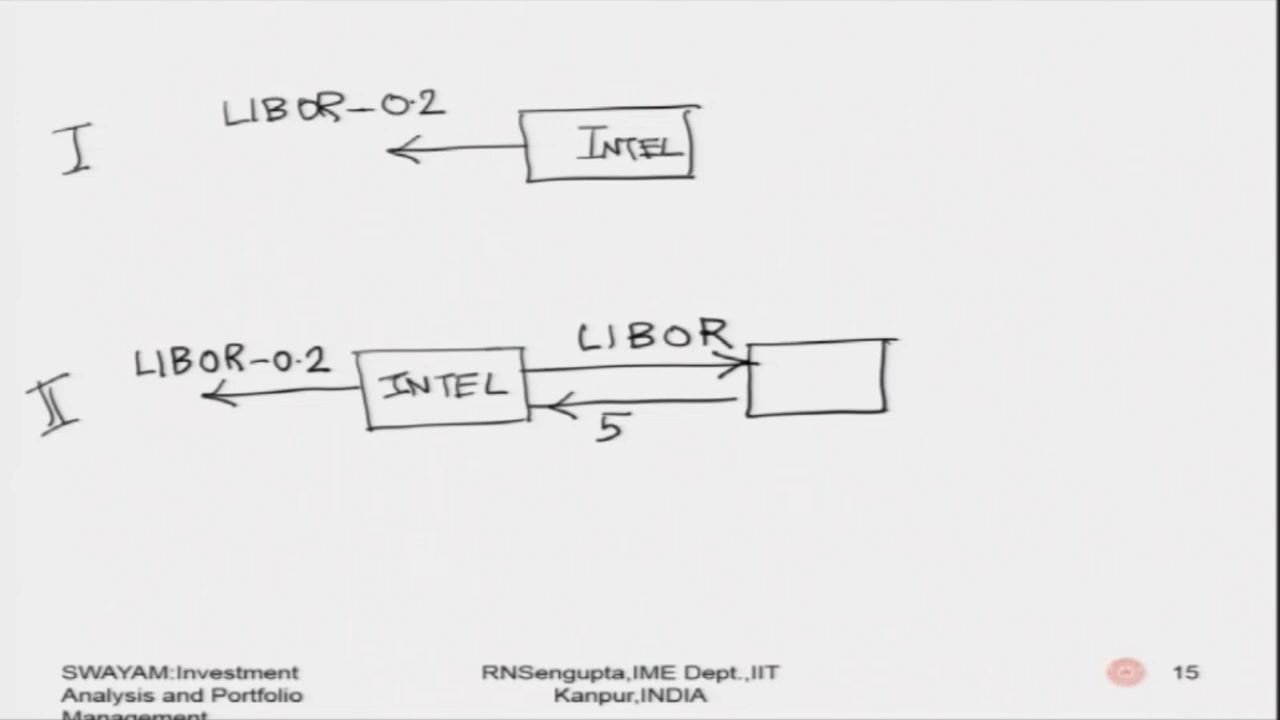 LIBOR-0.2
I
INTEL
LIBOR
LIBOR-0.2
II
INTEL
5
SWAYAM:Investment
Analysis and Portfolio
Management
RNSengupta,IME Dept.,IIT
Kanpur,INDIA
15